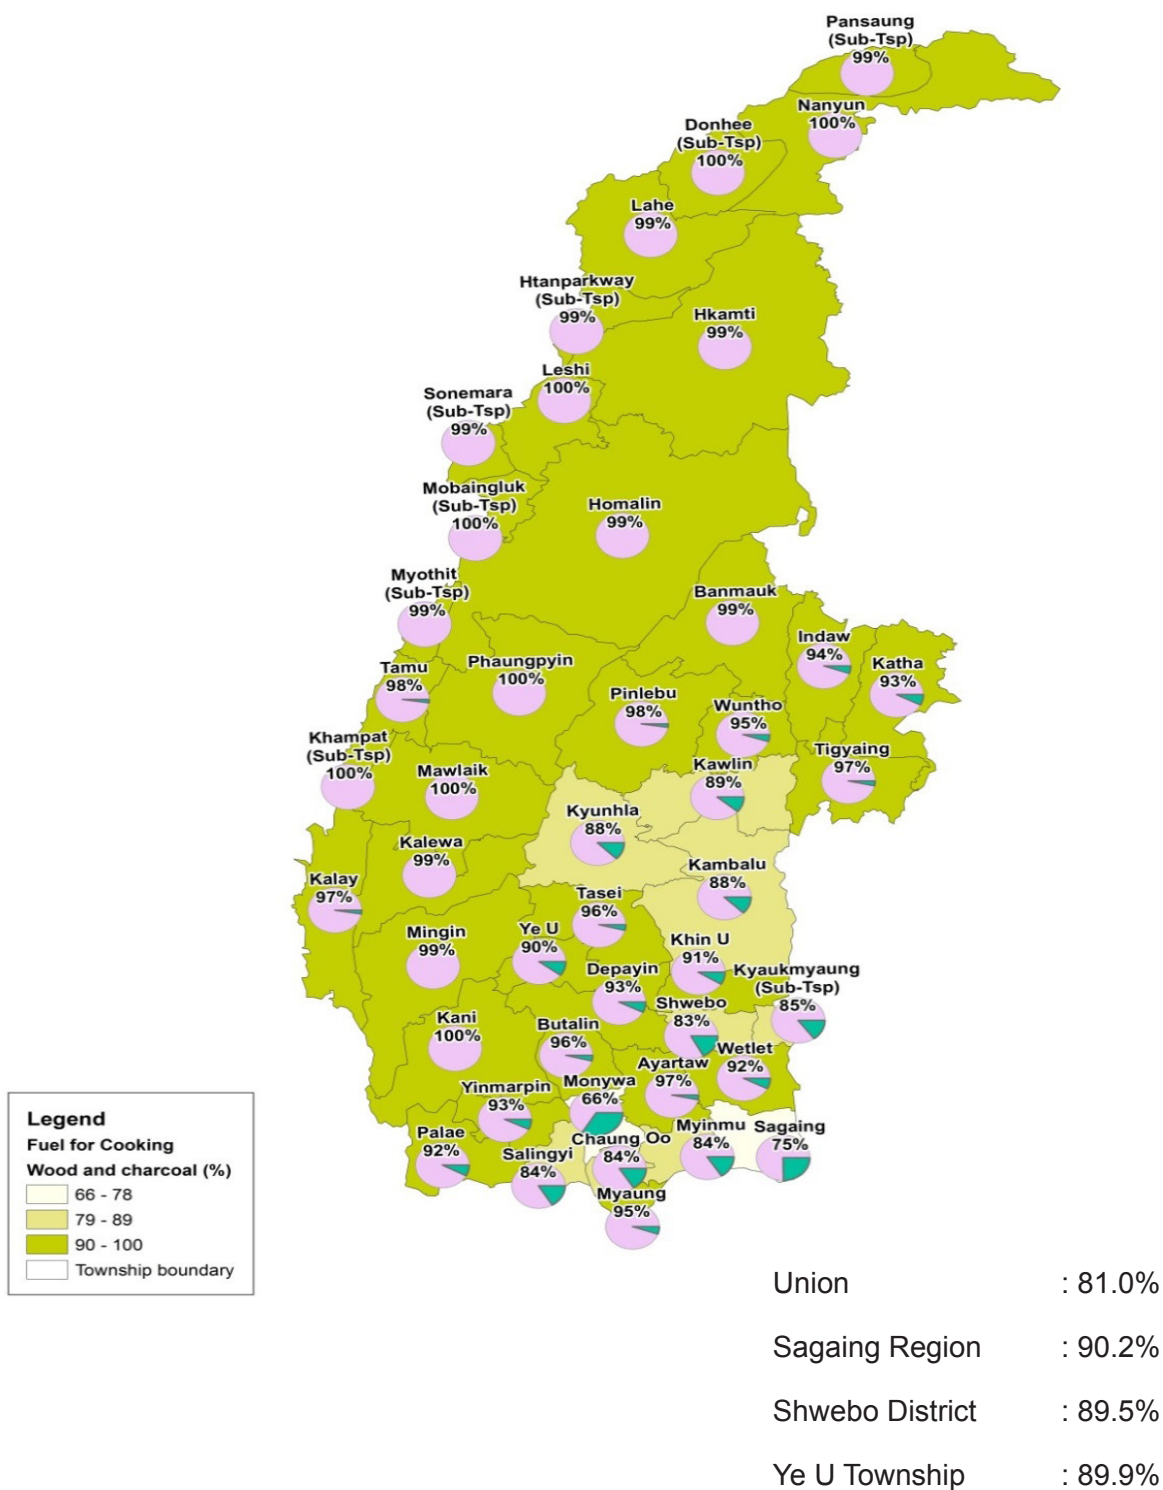 Pansaung
(Sub-Tsp)
99%
Nanyun
100%
Donhee
(Sub-Tsp)
100%
Lahe
99%
Htanparkway
(Sub-Tsp)
99%
Hkamti
99%
Leshi
100%
Sonemara
(Sub-Tsp)
99%
Mobaingluk
(Sub-Tsp)
100%
Homalin
99%
Myothit
(Sub-Tsp)
99%
Banmauk
99%
Indaw
94%
Katha
93%
Tamu
98%
Phaungpyin
100%
Pinlebu
98%
Wuntho
95%
Tigyaing
97%
Khampat
(Sub-Tsp)
100%
Mawlaik
100%
Kawlin
89%
Kyunhla
88%
Kalewa
99%
Kambalu
88%
Kalay
97%
Tasei
96%
Mingin
99%
Ye U
90%
Khin U
91%
Depayin
93%
Kyaukmyaung
(Sub-Tsp)
85%
Shwebo
83%
Kani
100%
Butalin
96%
Wetlet
92%
Ayartaw
97%
Yinmarpin
93%
Monywa
66%
Palae
92%
Salingyi
84%
Chaung Oo
84%
Myinmu
84%
Sagaing
75%
Myaung
95%
Legend
Fuel for Cooking
Wood and charcoal (%)
66 - 78
79 - 89
90 - 100
Township boundary
Union : 81.0%
Sagaing Region : 90.2%
Shwebo District : 89.5%
Ye U Township : 89.9%